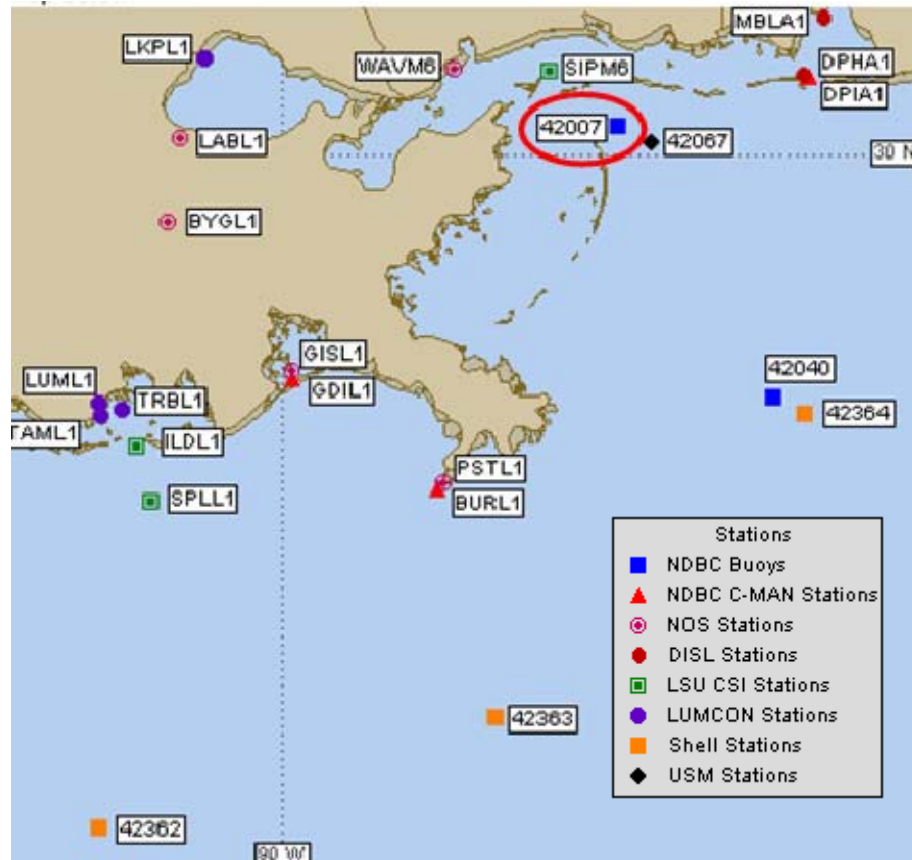 MBLA1
LKPL1
WAVM6
SIPM6
DPHA1
DPIA1
42007
42067
LABL1
30 N
BYGL1
GISL1
42040
LUML1
TRBL1
GDIL1
42364
TAML1
ILDL1
PSTL1
SPLL1
BURL1
Stations
NDBC Buoys
NDBC C-MAN Stations
NOS Stations
DISL Stations
LSU CSI Stations
42363
LUMCON Stations
Shell Stations
USM Stations
42362
90 W